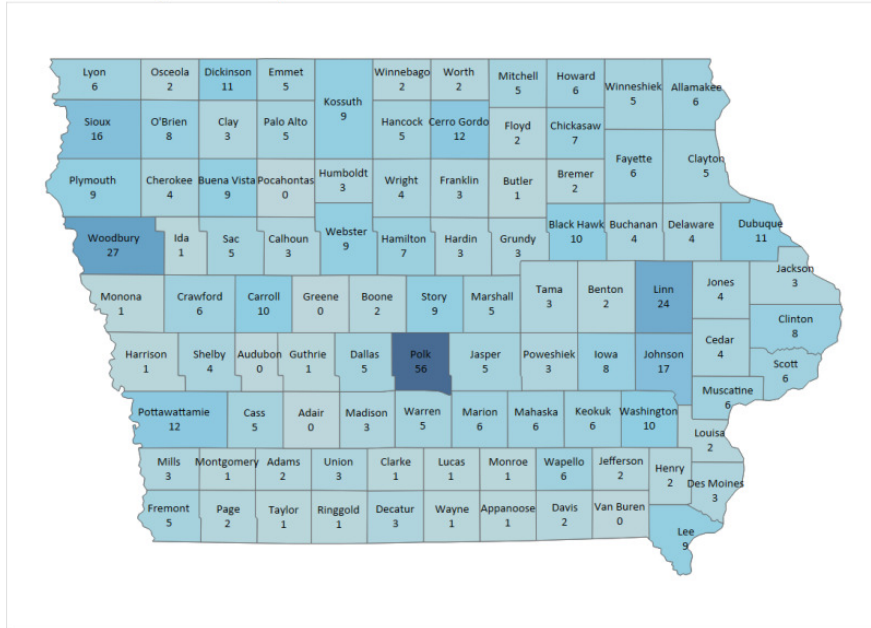 Lyon
6
Osceola
2
Dickinson
11
Emmet
5
Kossuth
9
Winnebago
2
Worth
2
Mitchell
5
Howard
6
Winneshiek
5
Allamakee
6
Sioux
16
O'Brien
8
Clay
3
Palo Alto
5
Hancock
5
Cerro Gordo
12
Floyd
2
Chickasaw
7
Fayette
6
Clayton
5
Plymouth
9
Cherokee
4
Buena Vista
9
Pocahontas
0
Humboldt
3
Wright
4
Franklin
3
Butler
1
Bremer
2
Woodbury
27
Ida
1
Sac
5
Calhoun
3
Webster
9
Hamilton
7
Hardin
3
Grundy
3
Black Hawk
10
Buchanan
4
Delaware
4
Dubuque
11
Monona
1
Crawford
6
Carroll
10
Greene
0
Boone
2
Story
9
Marshall
5
Tama
3
Benton
2
Linn
24
Jones
4
Jackson
3
Clinton
8
Harrison
1
Shelby
4
Audubon
0
Guthrie
1
Dallas
5
Polk
56
Jasper
5
Poweshiek
3
Iowa
8
Johnson
17
Cedar
4
Scott
6
Muscatine
6
Pottawattamie
12
Cass
5
Adair
0
Madison
3
Warren
5
Marion
6
Mahaska
6
Keokuk
6
Washington
10
Louisa
2
Mills
3
Montgomery
1
Adams
2
Union
3
Clarke
1
Lucas
1
Monroe
1
Wapello
6
Jefferson
2
Henry
2
Des Moines
3
Fremont
5
Page
2
Taylor
1
Ringgold
1
Decatur
3
Wayne
1
Appanoose
1
Davis
2
Van Buren
0
Lee
9